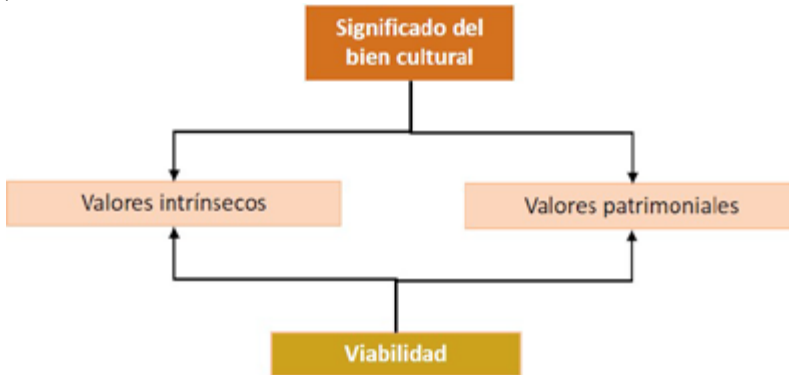 Significado del
bien cultural
Valores intrínsecos
Valores patrimoniales
Viabilidad